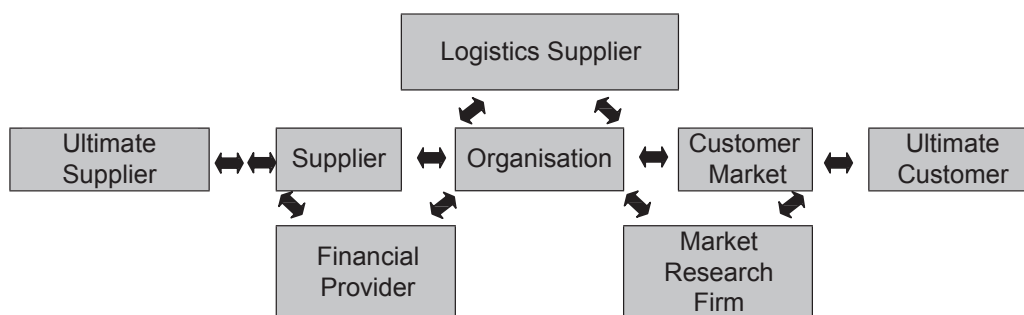 Logistics Supplier
Ultimate
Supplier
Supplier
Organisation
Customer
Market
Ultimate
Customer
Financial
Provider
Market
Research
Firm